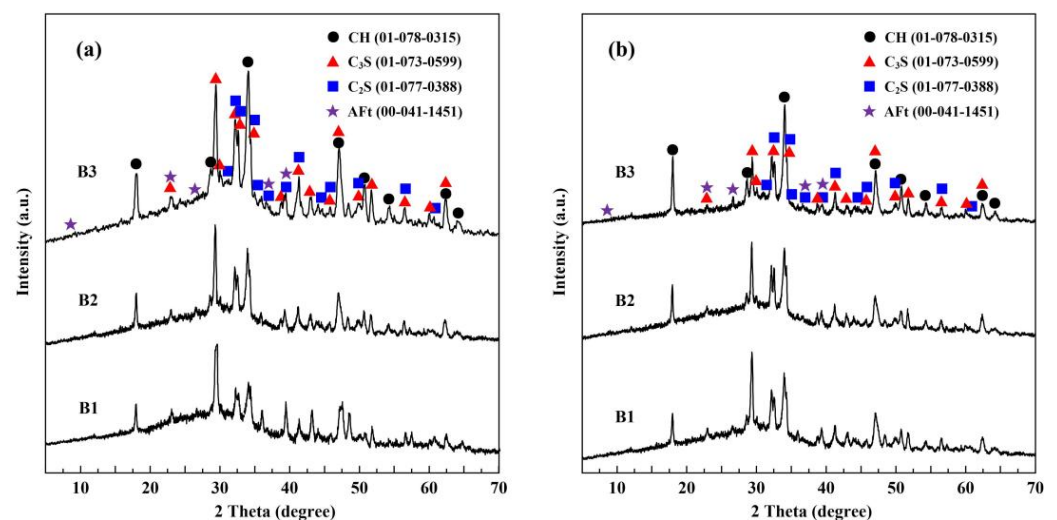 (a)
CH (01-078-0315)
C₃S (01-073-0599)
C₂S (01-077-0388)
AFt (00-041-1451)
B3
B2
B1
Intensity (a.u.)
10 20 30 40 50 60 70
2 Theta (degree)
(b)
CH (01-078-0315)
C₃S (01-073-0599)
C₂S (01-077-0388)
AFt (00-041-1451)
B3
B2
B1
Intensity (a.u.)
10 20 30 40 50 60 70
2 Theta (degree)